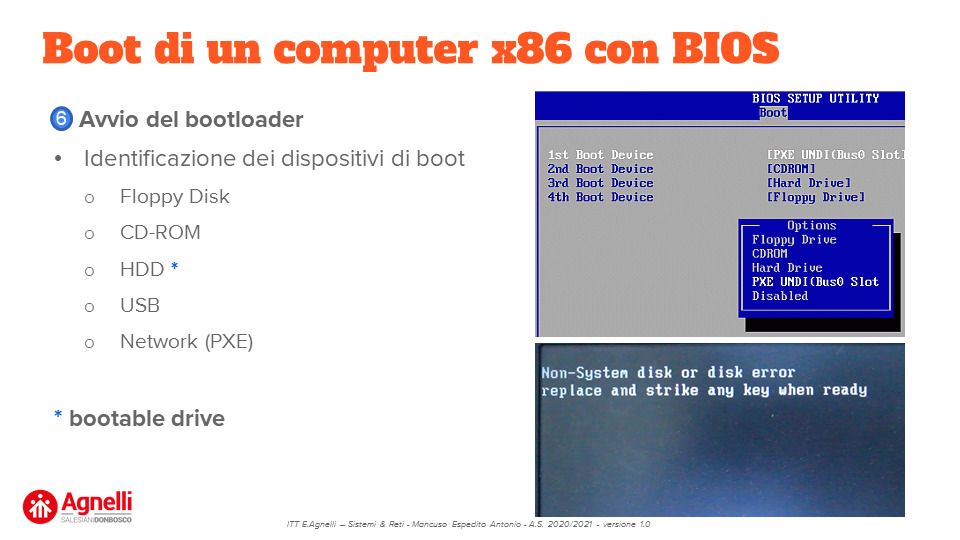 Boot di un computer x86 con BIOS
6 Avvio del bootloader
• Identificazione dei dispositivi di boot
o Floppy Disk
o CD-ROM
o HDD *
o USB
o Network (PXE)
* bootable drive
BIOS SETUP UTILITY
Boot
1st Boot Device [PXE UNDI(Bus0 Slot]
2nd Boot Device [CDROM]
3rd Boot Device [Hard Drive]
4th Boot Device [Floppy Drive]
Options
Floppy Drive
CDROM
Hard Drive
PXE UNDI(Bus0 Slot
Disabled
Non-System disk or disk error
replace and strike any key when ready
Agnelli
SALESIANIDONBOSCO
ITT E.Agnelli – Sistemi & Reti - Mancuso Espedito Antonio - A.S. 2020/2021 - versione 1.0